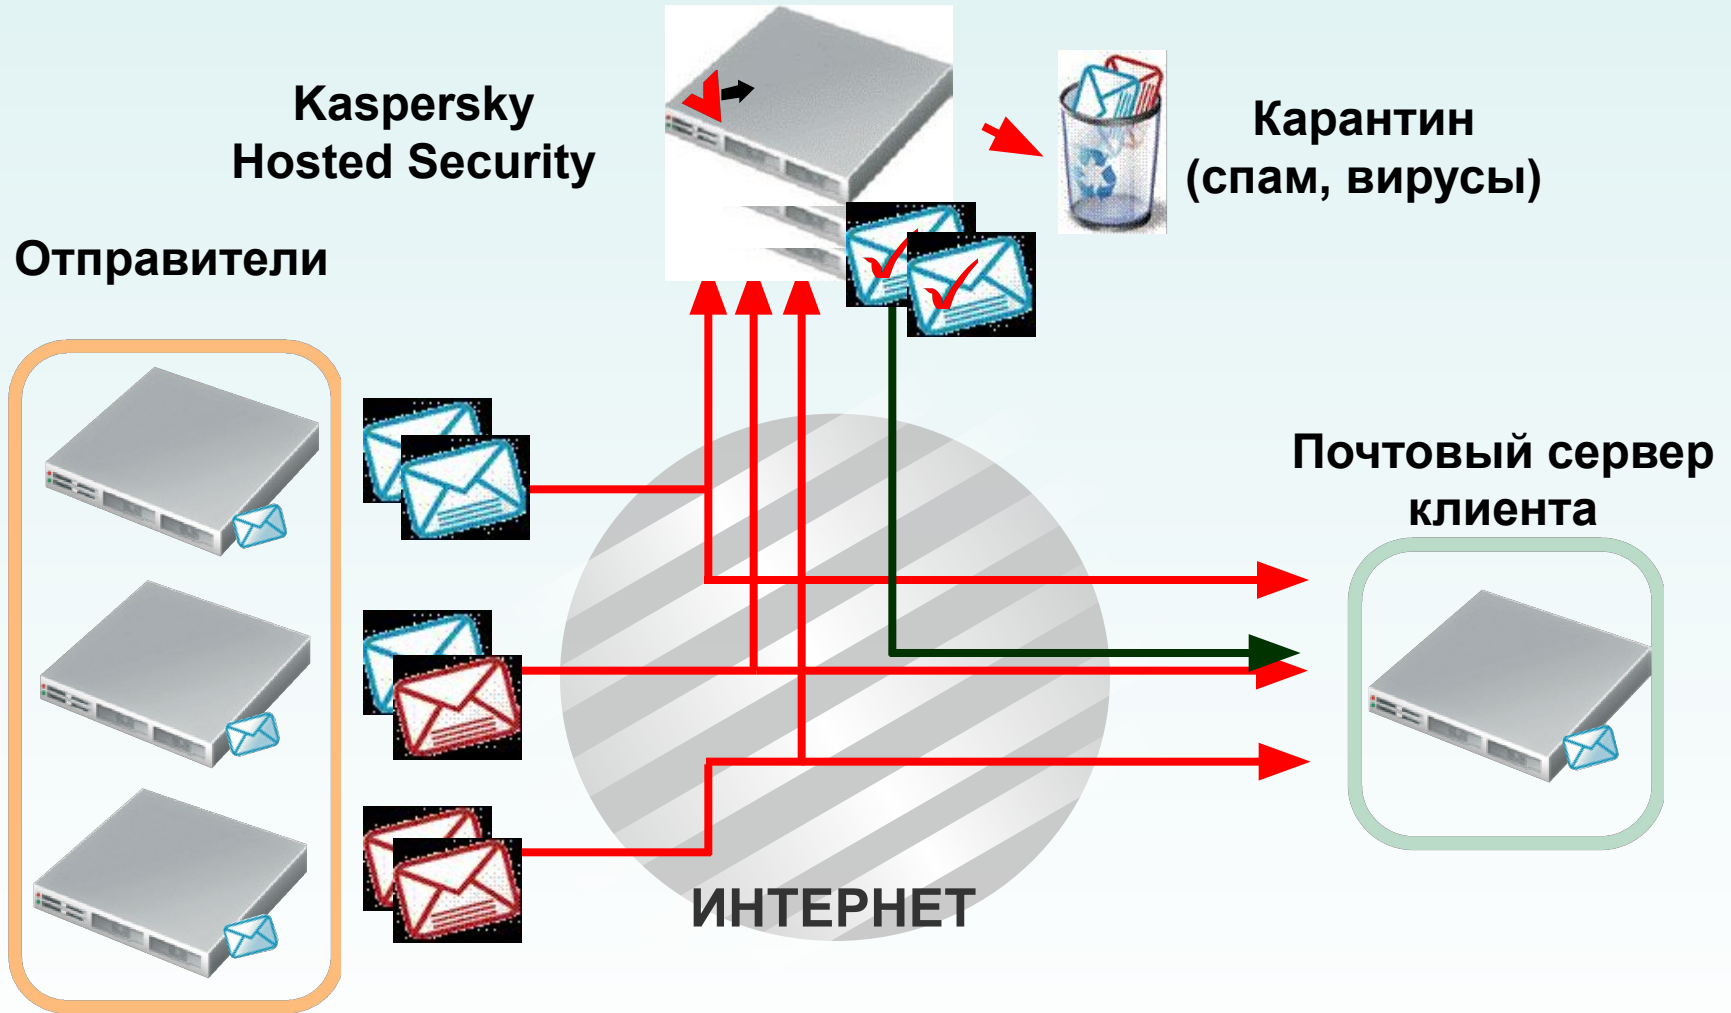 Kaspersky
Hosted Security
Карантин
(спам, вирусы)
Отправители
Почтовый сервер
клиента
ИНТЕРНЕТ